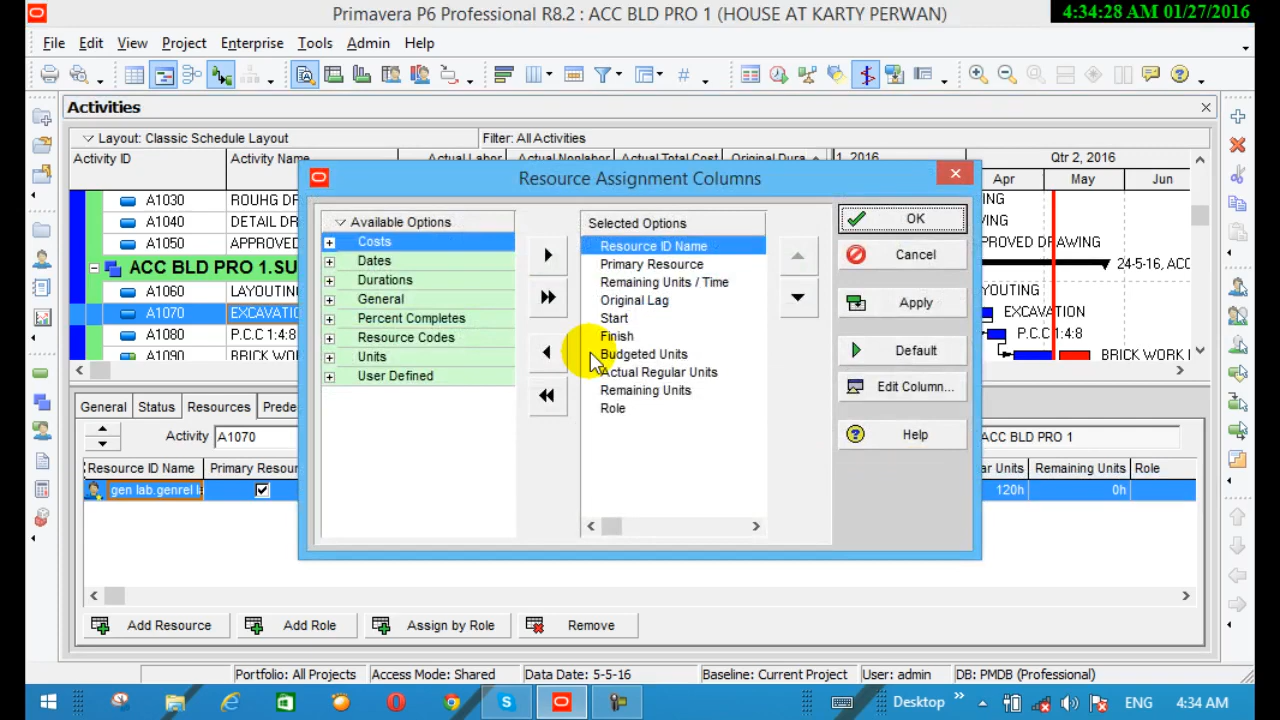 Primavera P6 Professional R8.2 : ACC BLD PRO 1 (HOUSE AT KARTY PERWAN)
4:34:28 AM 01/27/2016
File Edit View Project Enterprise Tools Admin Help
Activities
Layout: Classic Schedule Layout Filter: All Activities
Activity ID Activity Name Actual Labor Actual Nonlabor Actual Total Cost Original Dura 1, 2016 Qtr 2, 2016
Apr May Jun
A1030 ROUHG DR
A1040 DETAIL DR
A1050 APPROVED PROVED DRAWING
ACC BLD PRO 1.SU 24-5-16, ACC
A1060 LAYOUTING YOUTING
A1070 EXCAVATION EXCAVATION
A1080 P.C.C 1:4:8 P.C.C 1:4:8
A1090 BRICK WORK BRICK WORK
Resource Assignment Columns
Available Options
Costs
Dates
Durations
General
Percent Completes
Resource Codes
Units
User Defined
Selected Options
Resource ID Name
Primary Resource
Remaining Units / Time
Original Lag
Start
Finish
Budgeted Units
Actual Regular Units
Remaining Units
Role
OK
Cancel
Apply
Default
Edit Column...
Help
General Status Resources Prede
Activity A1070 ACC BLD PRO 1
Resource ID Name Primary Resour ar Units Remaining Units Role
gen lab.genrel l 120h 0h
Add Resource Add Role Assign by Role Remove
Portfolio: All Projects Access Mode: Shared Data Date: 5-5-16 Baseline: Current Project User: admin DB: PMDB (Professional)
Desktop » ENG 4:34 AM